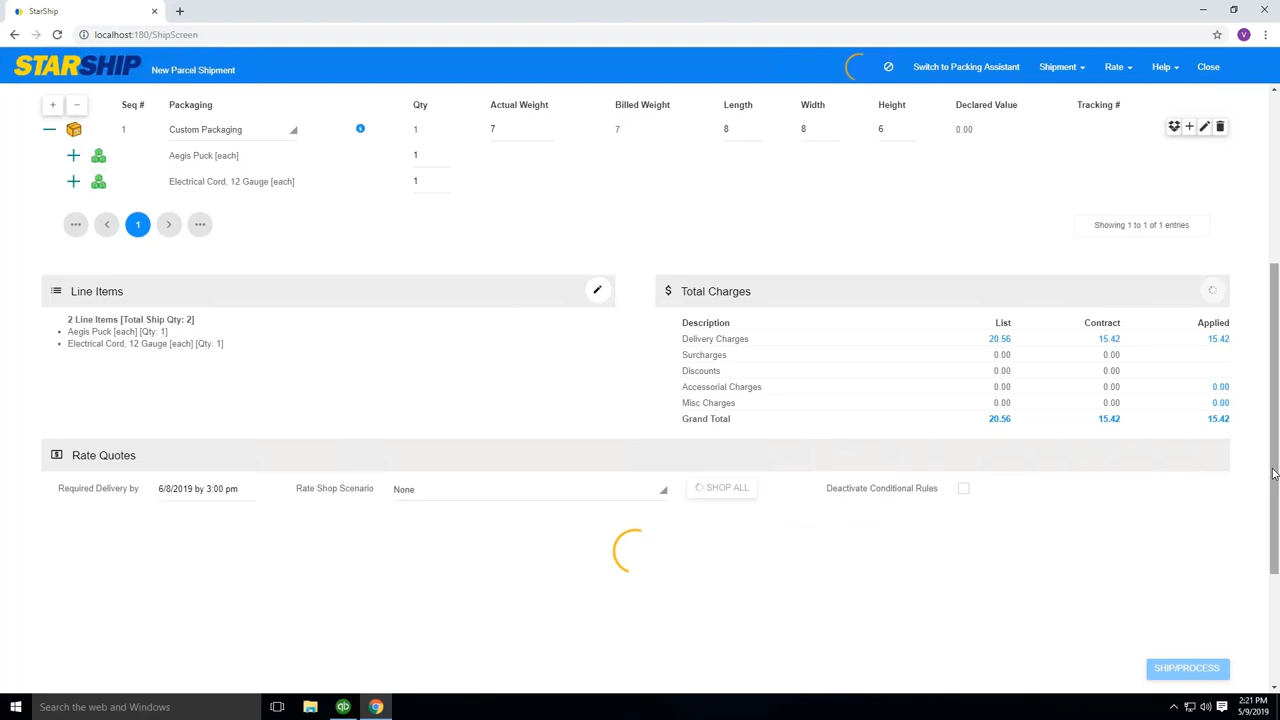 StarShip
localhost:180/ShipScreen
V
STARSHIP New Parcel Shipment Switch to Packing Assistant Shipment Rate Help Close
Seq # Packaging Qty Actual Weight Billed Weight Length Width Height Declared Value Tracking #
1 Custom Packaging 1 7 7 8 8 6 0.00
Aegis Puck [each] 1
Electrical Cord, 12 Gauge [each] 1
1 Showing 1 to 1 of 1 entries
Line Items
2 Line Items [Total Ship Qty: 2]
Aegis Puck [each] [Qty: 1]
Electrical Cord, 12 Gauge [each] [Qty: 1]
$ Total Charges
Description List Contract Applied
Delivery Charges 20.56 15.42 15.42
Surcharges 0.00 0.00
Discounts 0.00 0.00
Accessorial Charges 0.00 0.00 0.00
Misc Charges 0.00 0.00 0.00
Grand Total 20.56 15.42 15.42
Rate Quotes
Required Delivery by 6/8/2019 by 3:00 pm Rate Shop Scenario None SHOP ALL Deactivate Conditional Rules
SHIP/PROCESS
Search the web and Windows
qb
2:21 PM
5/9/2019